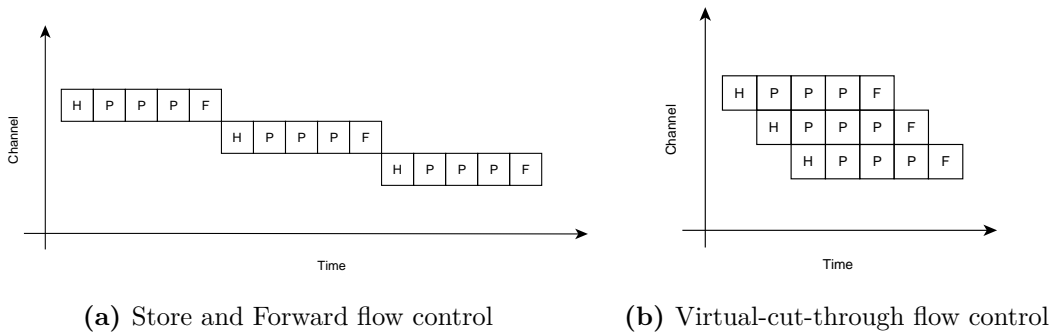 Channel
H P P P F
H P P P F
H P P P F
Time
(a) Store and Forward flow control
Channel
H P P P F
H P P P F
H P P P F
Time
(b) Virtual-cut-through flow control